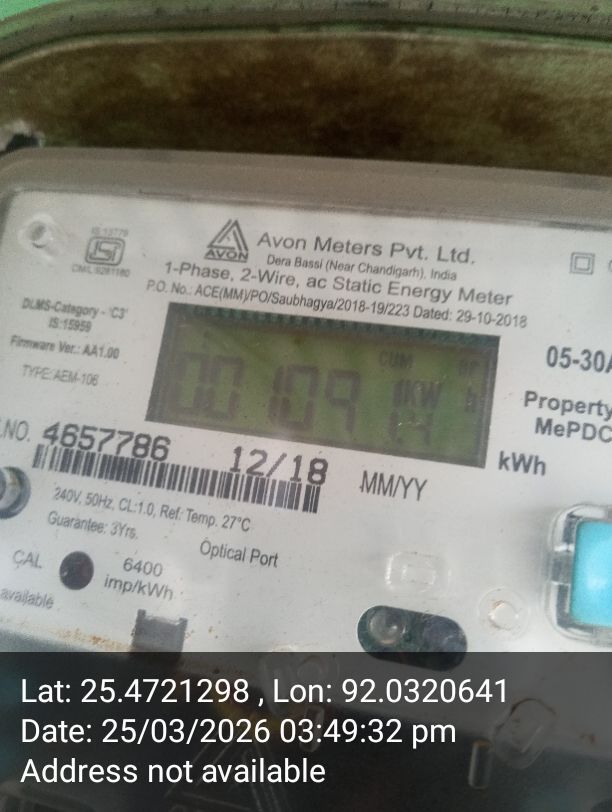 IS:13779
CM/L
AVON
Avon Meters Pvt. Ltd.
Dera Bassi (Near Chandigarh), India
1-Phase, 2-Wire, ac Static Energy Meter
P.O. No.: ACE(MM)/PO/Saubhagya/2018-19/223 Dated: 29-10-2018
DLMS-Category - 'C3'
IS:15959
Firmware Ver.: AA1.00
TYPE: AEM-106
05-30A
Property
MePDC
CUM
00109
KW h
kWh
.NO. 4657786
12/18 MM/YY
240V, 50Hz, CL:1.0, Ref. Temp. 27°C
Guarantee: 3Yrs.
Optical Port
CAL
6400
imp/kWh
available
Lat: 25.4721298 , Lon: 92.0320641
Date: 25/03/2026 03:49:32 pm
Address not available